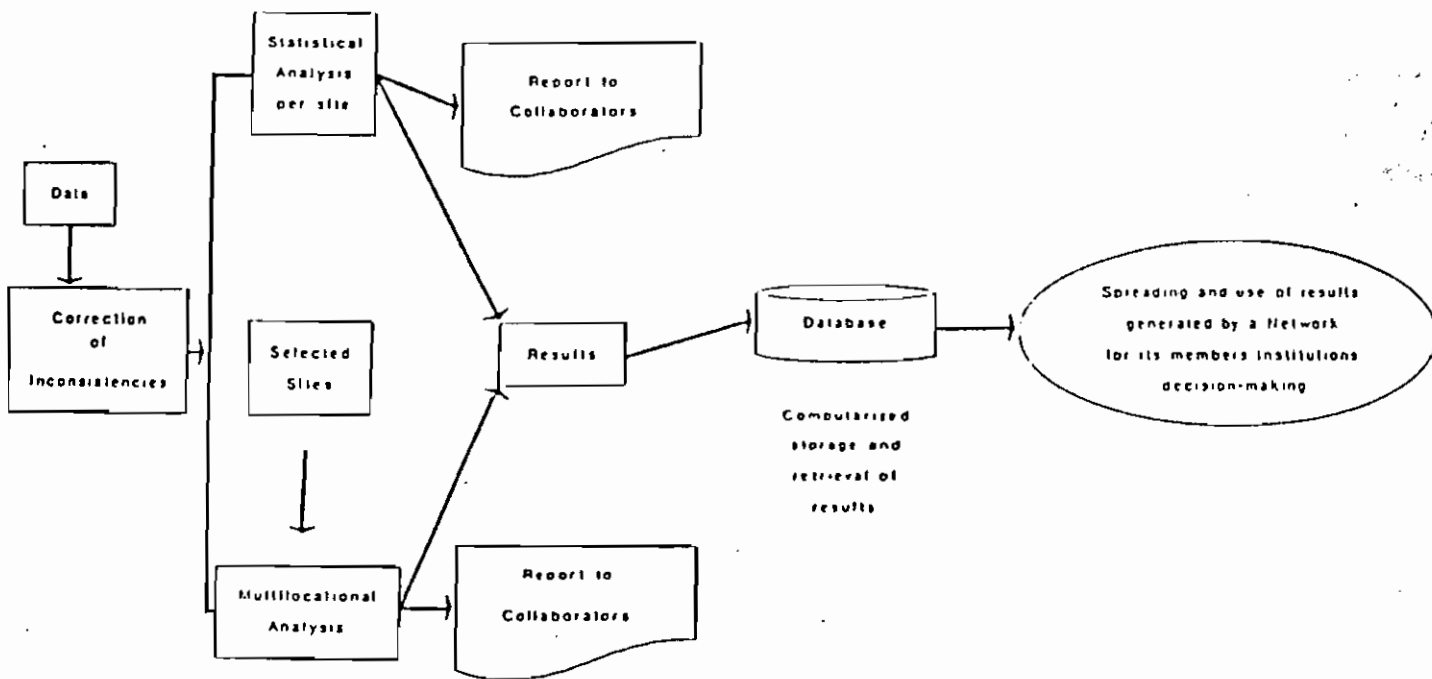 Statistical
Analysis
per site
Report to
Collaborators
Data
Correction
of
Inconsistencies
Selected
Sites
Results
Database
Spreading and use of results
generated by a Network
for its members institutions
decision-making
Computarised
storage and
retrieval of
results
Multilocational
Analysis
Report to
Collaborators